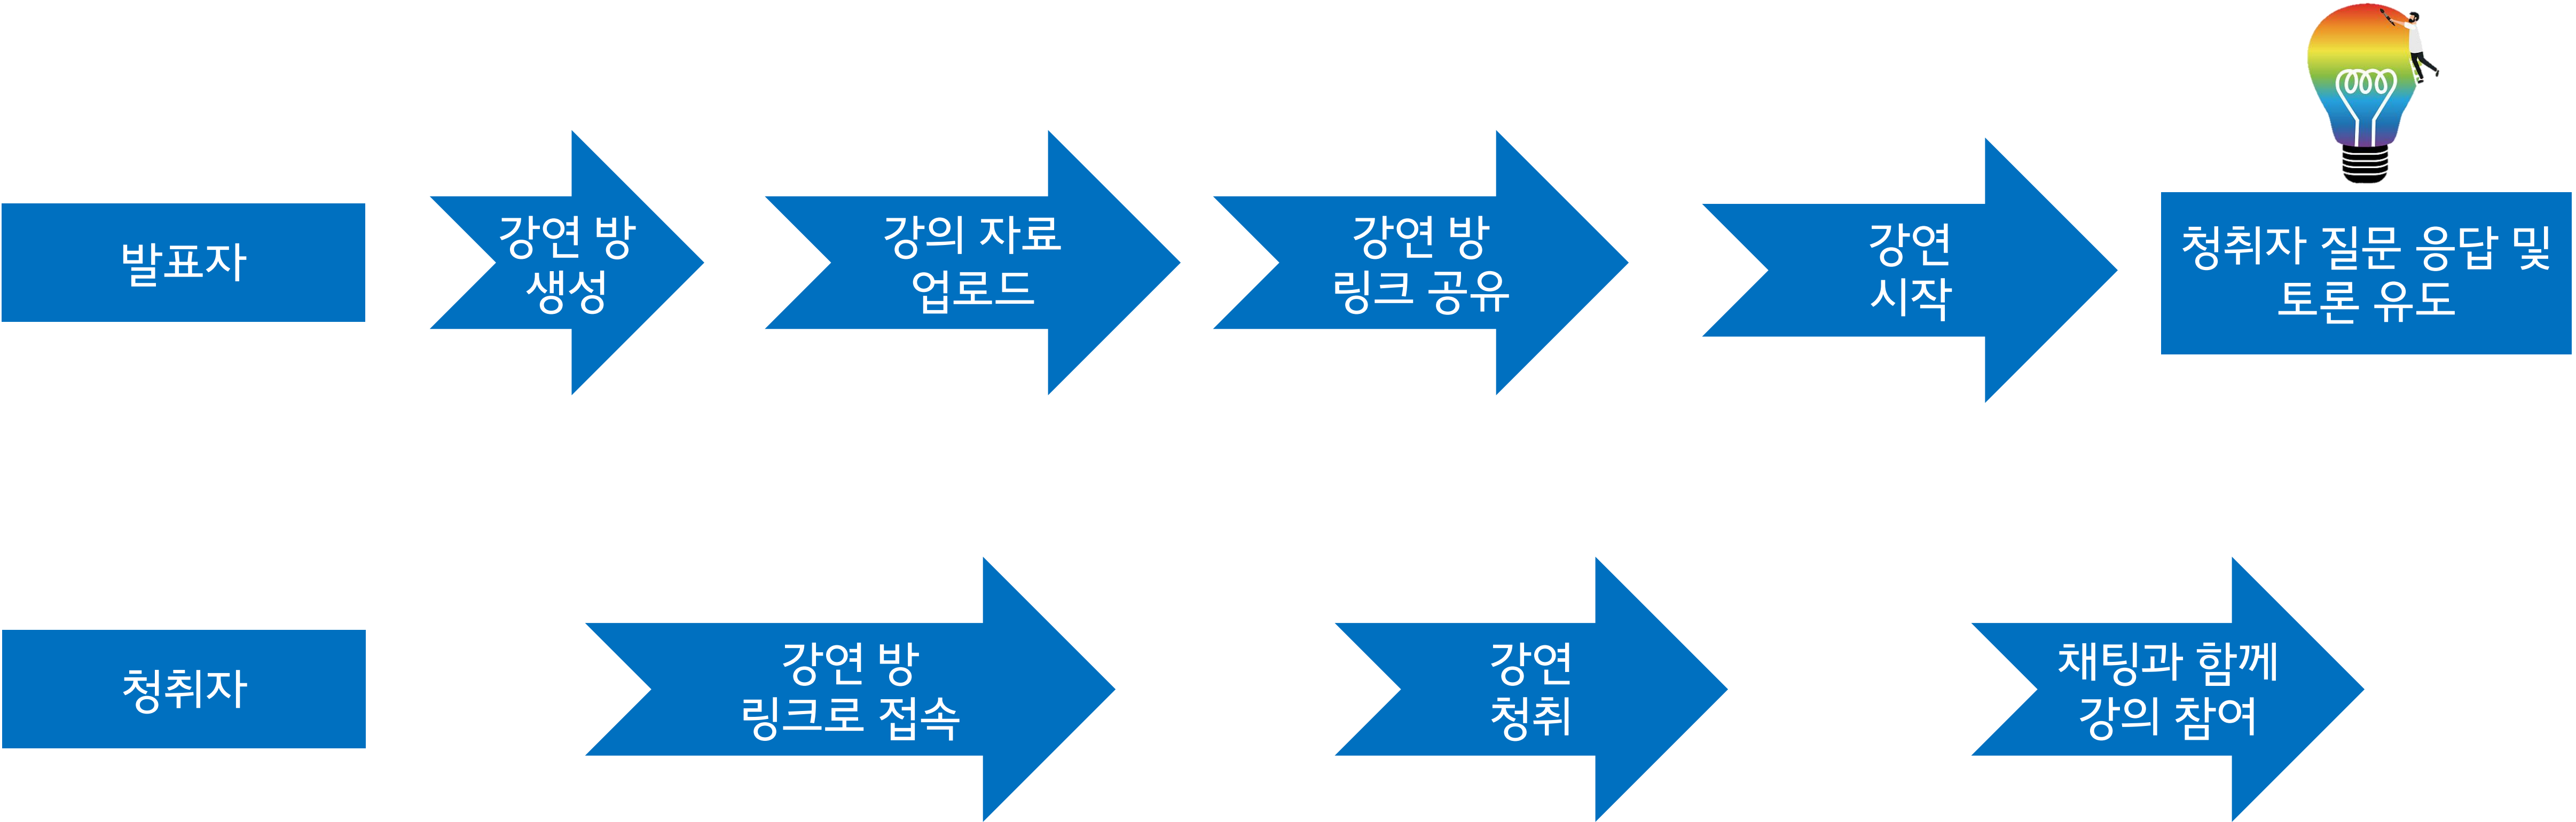 발표자
강연 방
생성
강의 자료
업로드
강연 방
링크 공유
강연
시작
청취자 질문 응답 및
토론 유도
청취자
강연 방
링크로 접속
강연
청취
채팅과 함께
강의 참여